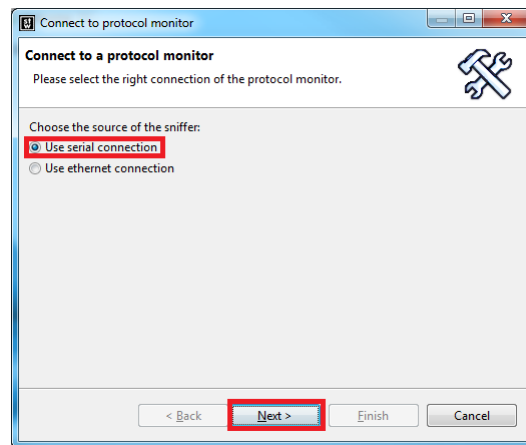 Connect to protocol monitor
Connect to a protocol monitor
Please select the right connection of the protocol monitor.
Choose the source of the sniffer:
Use serial connection
Use ethernet connection
< Back Next > Finish Cancel